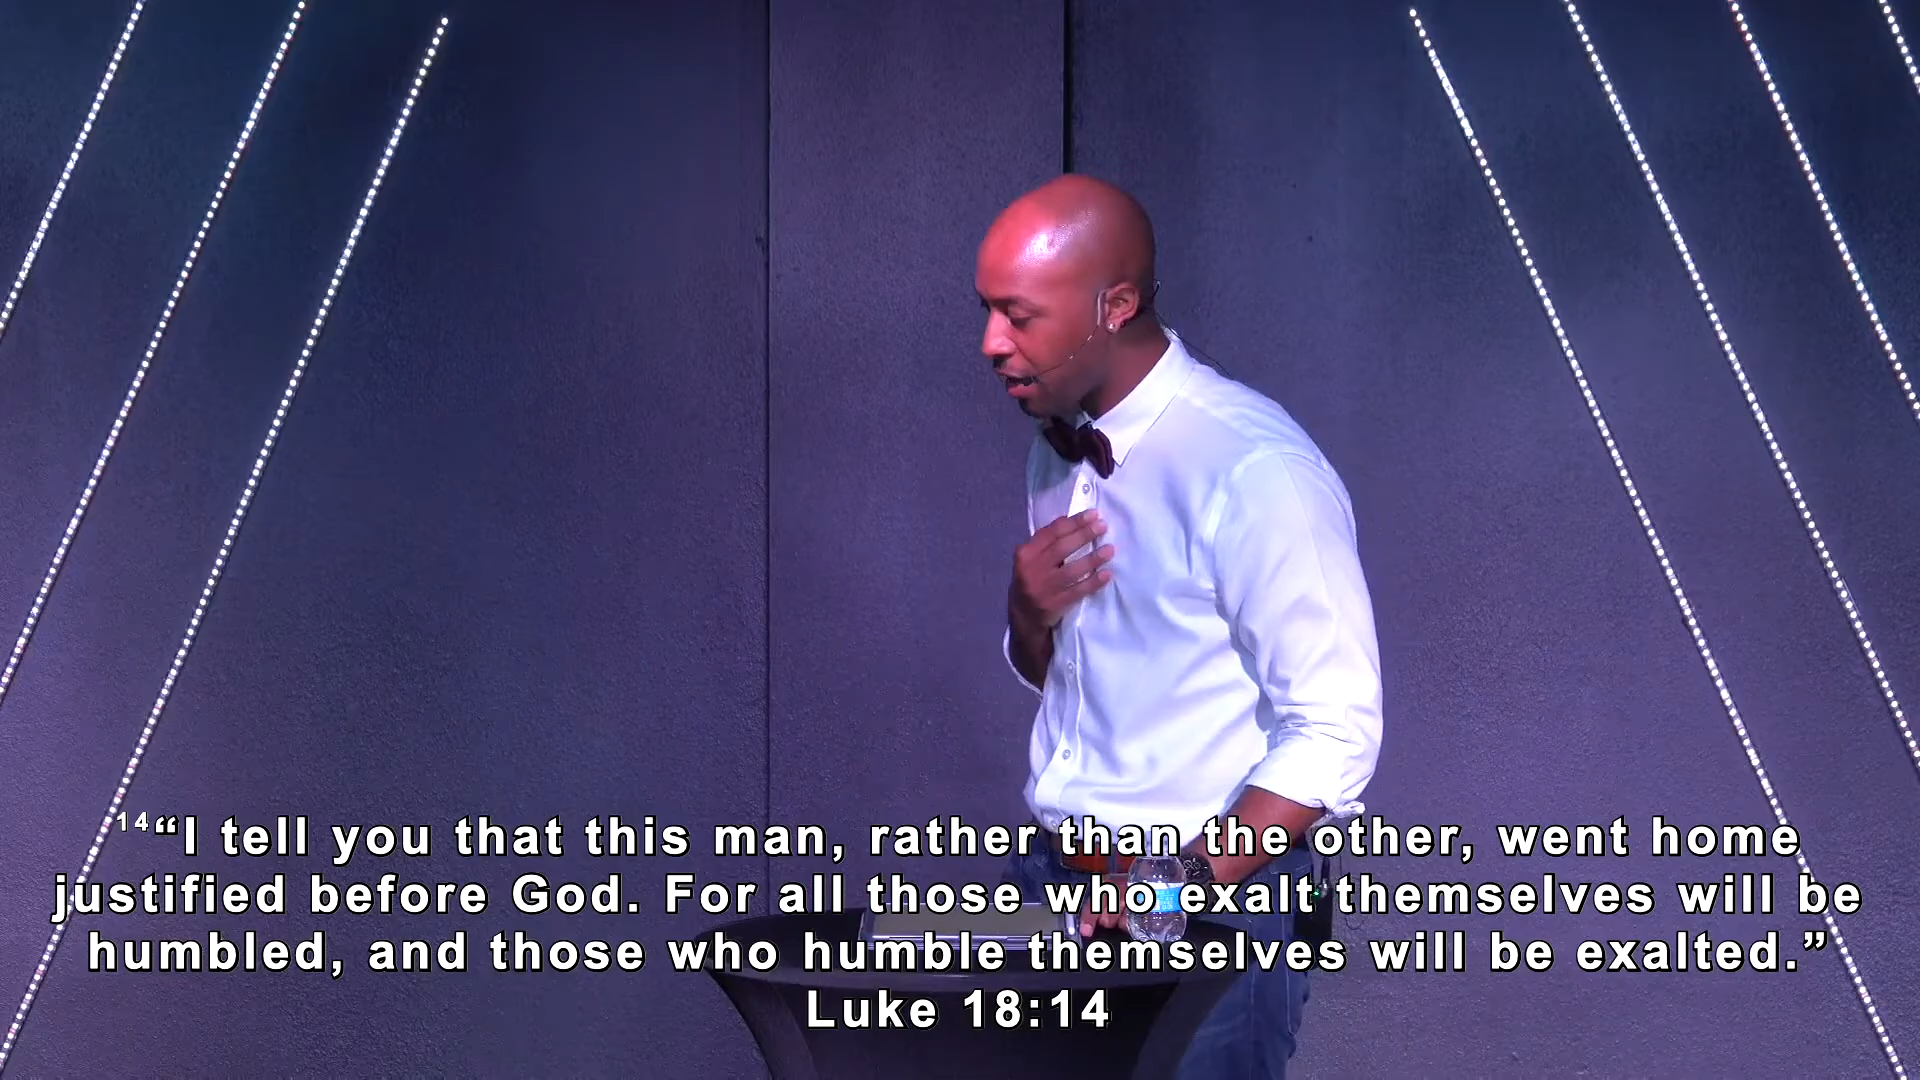 ¹⁴“I tell you that this man, rather than the other, went home
justified before God. For all those who exalt themselves will be
humbled, and those who humble themselves will be exalted.”
Luke 18:14